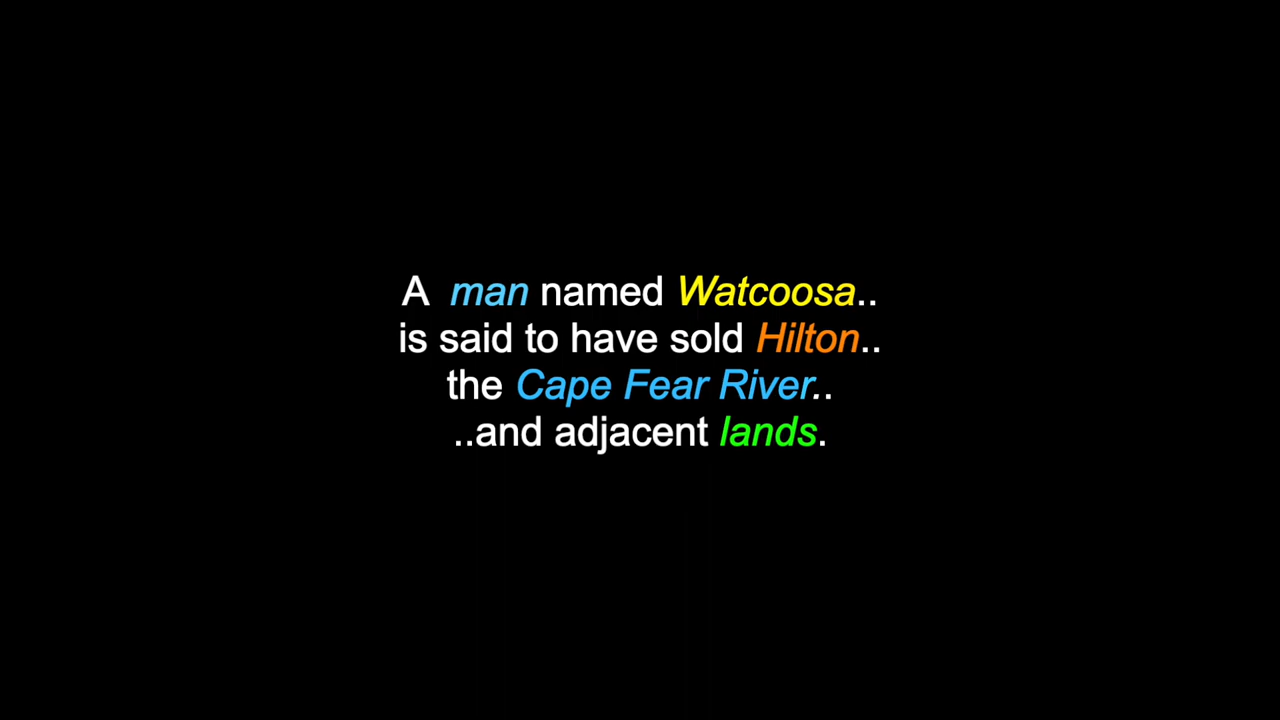 A man named Watcoosa..
is said to have sold Hilton..
the Cape Fear River..
..and adjacent lands.